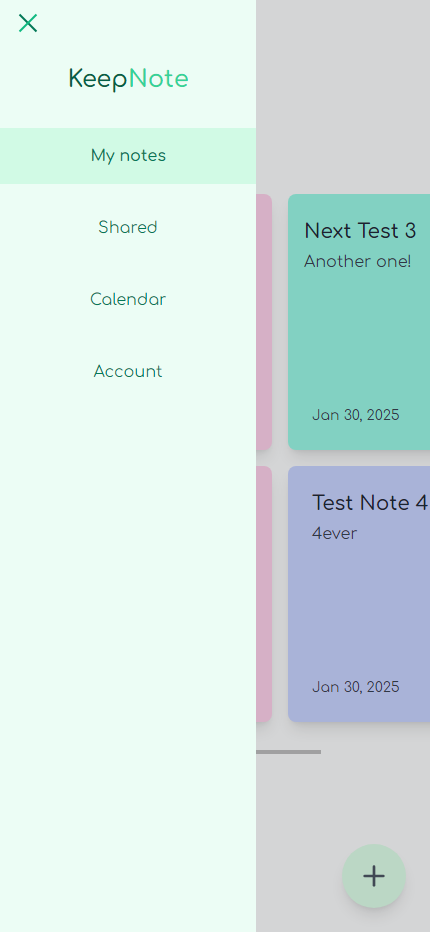 KeepNote
My notes
Shared
Calendar
Account
Next Test 3
Another one!
Jan 30, 2025
Test Note 4
4ever
Jan 30, 2025